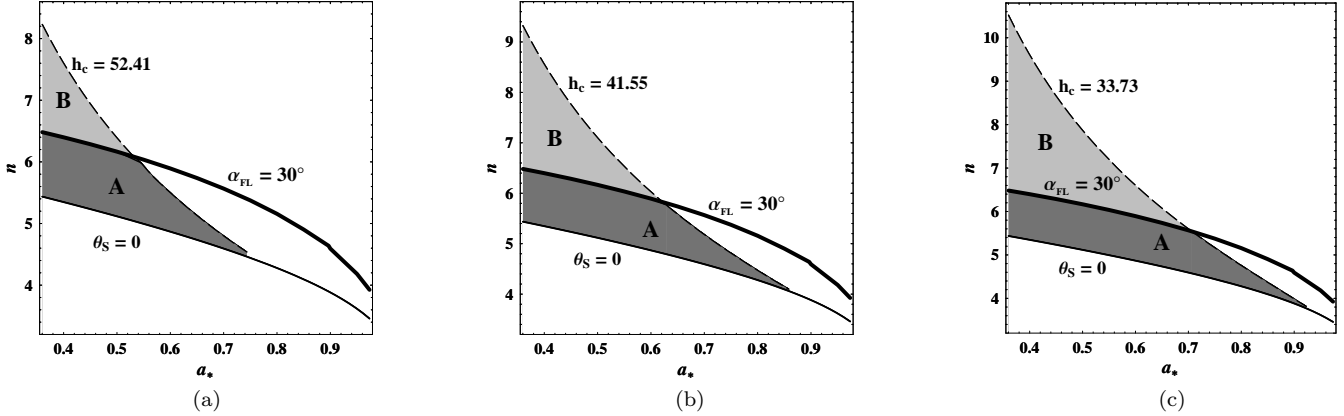 8
7
6
5
4
n
h_c = 52.41
B
A
α_FL = 30°
θ_S = 0
0.4 0.5 0.6 0.7 0.8 0.9
a_*
(a)
9
8
7
6
5
4
n
h_c = 41.55
B
A
α_FL = 30°
θ_S = 0
0.4 0.5 0.6 0.7 0.8 0.9
a_*
(b)
10
9
8
7
6
5
4
n
h_c = 33.73
B
α_FL = 30°
A
θ_S = 0
0.4 0.5 0.6 0.7 0.8 0.9
a_*
(c)